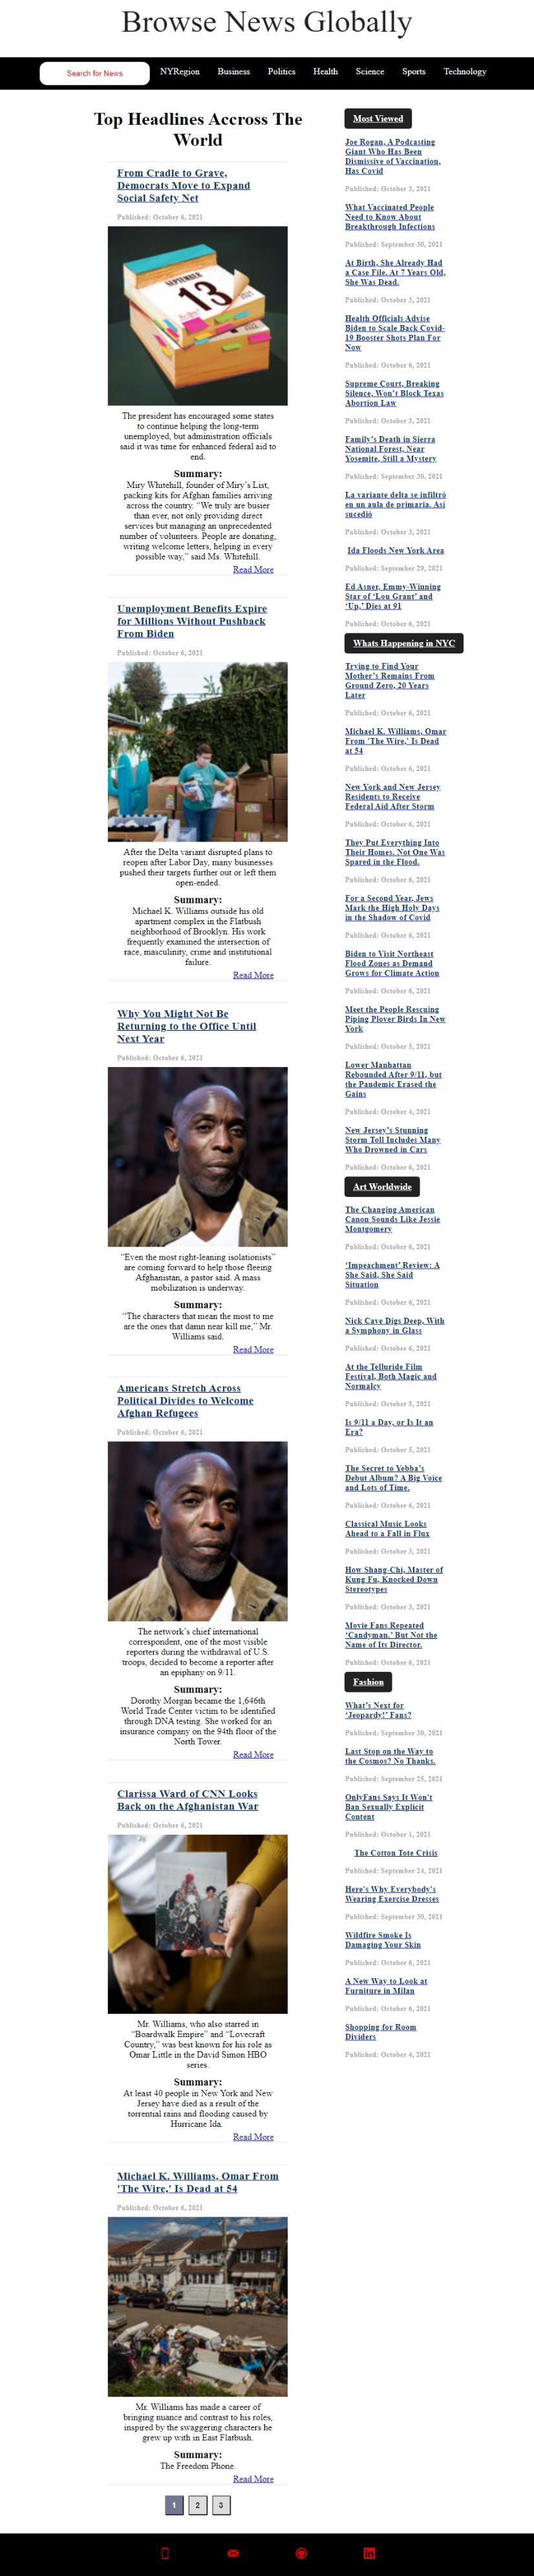 Browse News Globally
Search for News
NYRegion
Business
Politics
Health
Science
Sports
Technology
Top Headlines Accross The
World
From Cradle to Grave,
Democrats Move to Expand
Social Safety Net
Published: October 6, 2021
SEPTEMBER
13
The president has encouraged some states
to continue helping the long-term
unemployed, but administration officials
said it was time for enhanced federal aid to
end.
Summary:
Miry Whitehill, founder of Miry's List,
packing kits for Afghan families arriving
across the country. "We truly are busier
than ever, not only providing direct
services but managing an unprecedented
number of volunteers. People are donating,
writing welcome letters, helping in every
possible way," said Ms. Whitehill.
Read More
Unemployment Benefits Expire
for Millions Without Pushback
From Biden
Published: October 6, 2021
After the Delta variant disrupted plans to
reopen after Labor Day, many businesses
pushed their targets further out or left them
open-ended.
Summary:
Michael K. Williams outside his old
apartment complex in the Flatbush
neighborhood of Brooklyn. His work
frequently examined the intersection of
race, masculinity, crime and institutional
failure.
Read More
Why You Might Not Be
Returning to the Office Until
Next Year
Published: October 6, 2021
"Even the most right-leaning isolationists"
are coming forward to help those fleeing
Afghanistan, a pastor said. A mass
mobilization is underway.
Summary:
"The characters that mean the most to me
are the ones that damn near kill me," Mr.
Williams said.
Read More
Americans Stretch Across
Political Divides to Welcome
Afghan Refugees
Published: October 6, 2021
The network's chief international
correspondent, one of the most visible
reporters during the withdrawal of U.S.
troops, decided to become a reporter after
an epiphany on 9/11.
Summary:
Dorothy Morgan became the 1,646th
World Trade Center victim to be identified
through DNA testing. She worked for an
insurance company on the 94th floor of the
North Tower.
Read More
Clarissa Ward of CNN Looks
Back on the Afghanistan War
Published: October 6, 2021
Mr. Williams, who also starred in
"Boardwalk Empire" and "Lovecraft
Country," was best known for his role as
Omar Little in the David Simon HBO
series.
Summary:
At least 40 people in New York and New
Jersey have died as a result of the
torrential rains and flooding caused by
Hurricane Ida.
Read More
Michael K. Williams, Omar From
'The Wire,' Is Dead at 54
Published: October 6, 2021
Mr. Williams has made a career of
bringing nuance and contrast to his roles,
inspired by the swaggering characters he
grew up with in East Flatbush.
Summary:
The Freedom Phone.
Read More
1
2
3
Most Viewed
Joe Rogan, A Podcasting
Giant Who Has Been
Dismissive of Vaccination,
Has Covid
Published: October 3, 2021
What Vaccinated People
Need to Know About
Breakthrough Infections
Published: September 30, 2021
At Birth, She Already Had
a Case File. At 7 Years Old,
She Was Dead.
Published: October 3, 2021
Health Officials Advise
Biden to Scale Back Covid-
19 Booster Shots Plan For
Now
Published: October 6, 2021
Supreme Court, Breaking
Silence, Won't Block Texas
Abortion Law
Published: October 3, 2021
Family's Death in Sierra
National Forest, Near
Yosemite, Still a Mystery
Published: September 30, 2021
La variante delta se infiltró
en un aula de primaria. Así
sucedió
Published: October 3, 2021
Ida Floods New York Area
Published: September 29, 2021
Ed Asner, Emmy-Winning
Star of 'Lou Grant' and
'Up,' Dies at 91
Published: October 6, 2021
Whats Happening in NYC
Trying to Find Your
Mother's Remains From
Ground Zero, 20 Years
Later
Published: October 6, 2021
Michael K. Williams, Omar
From 'The Wire,' Is Dead
at 54
Published: October 6, 2021
New York and New Jersey
Residents to Receive
Federal Aid After Storm
Published: October 6, 2021
They Put Everything Into
Their Homes. Not One Was
Spared in the Flood.
Published: October 6, 2021
For a Second Year, Jews
Mark the High Holy Days
in the Shadow of Covid
Published: October 6, 2021
Biden to Visit Northeast
Flood Zones as Demand
Grows for Climate Action
Published: October 6, 2021
Meet the People Rescuing
Piping Plover Birds In New
York
Published: October 5, 2021
Lower Manhattan
Rebounded After 9/11, but
the Pandemic Erased the
Gains
Published: October 4, 2021
New Jersey's Stunning
Storm Toll Includes Many
Who Drowned in Cars
Published: October 6, 2021
Art Worldwide
The Changing American
Canon Sounds Like Jessie
Montgomery
Published: October 6, 2021
'Impeachment' Review: A
She Said, She Said
Situation
Published: October 6, 2021
Nick Cave Digs Deep, With
a Symphony in Glass
Published: October 6, 2021
At the Telluride Film
Festival, Both Magic and
Normalcy
Published: October 5, 2021
Is 9/11 a Day, or Is It an
Era?
Published: October 5, 2021
The Secret to Yebba's
Debut Album? A Big Voice
and Lots of Time.
Published: October 6, 2021
Classical Music Looks
Ahead to a Fall in Flux
Published: October 3, 2021
How Shang-Chi, Master of
Kung Fu, Knocked Down
Stereotypes
Published: October 3, 2021
Movie Fans Repeated
'Candyman.' But Not the
Name of Its Director.
Published: October 6, 2021
Fashion
What's Next for
'Jeopardy!' Fans?
Published: September 30, 2021
Last Stop on the Way to
the Cosmos? No Thanks.
Published: September 25, 2021
OnlyFans Says It Won't
Ban Sexually Explicit
Content
Published: October 1, 2021
The Cotton Tote Crisis
Published: September 24, 2021
Here's Why Everybody's
Wearing Exercise Dresses
Published: September 30, 2021
Wildfire Smoke Is
Damaging Your Skin
Published: October 6, 2021
A New Way to Look at
Furniture in Milan
Published: October 6, 2021
Shopping for Room
Dividers
Published: October 4, 2021
in